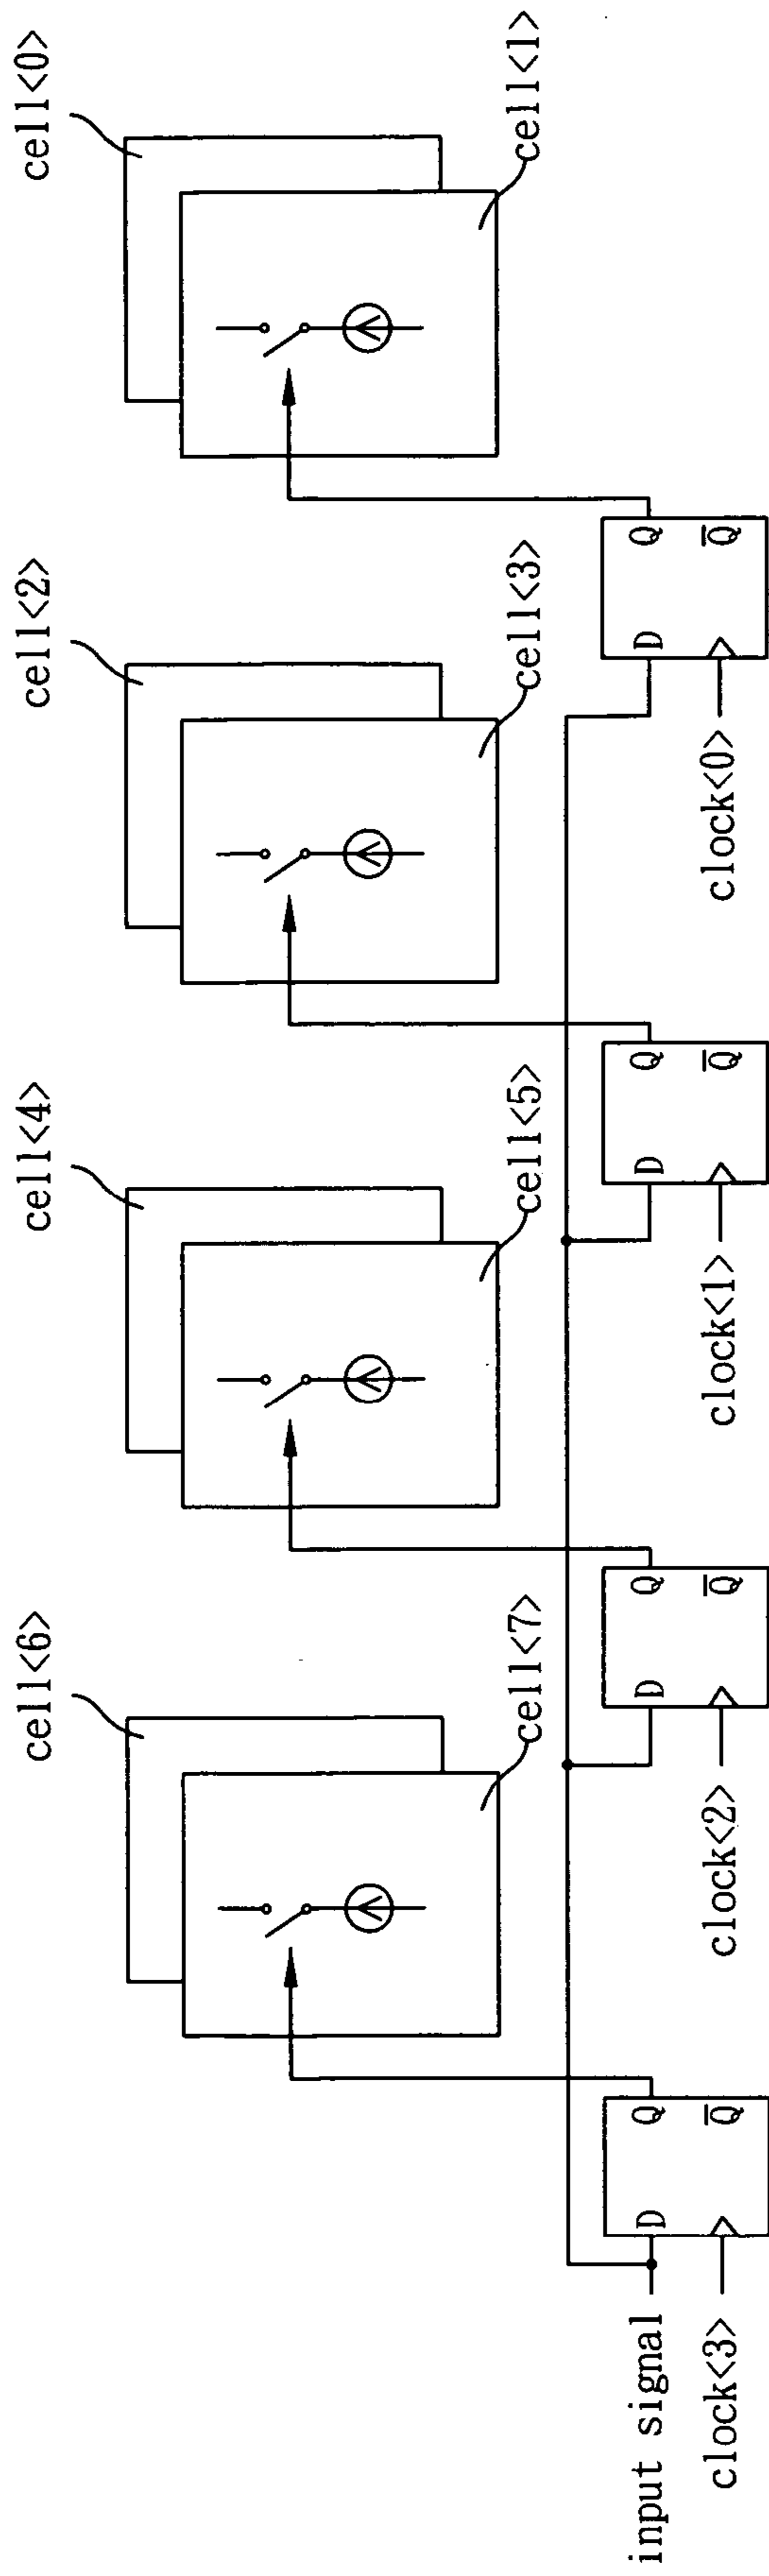 cell<6>
cell<4>
cell<2>
cell<0>
cell<7>
cell<5>
cell<3>
cell<1>
input signal
D
Q
D
Q
D
Q
D
Q
clock<3>
Q̅
clock<2>
Q̅
clock<1>
Q̅
clock<0>
Q̅